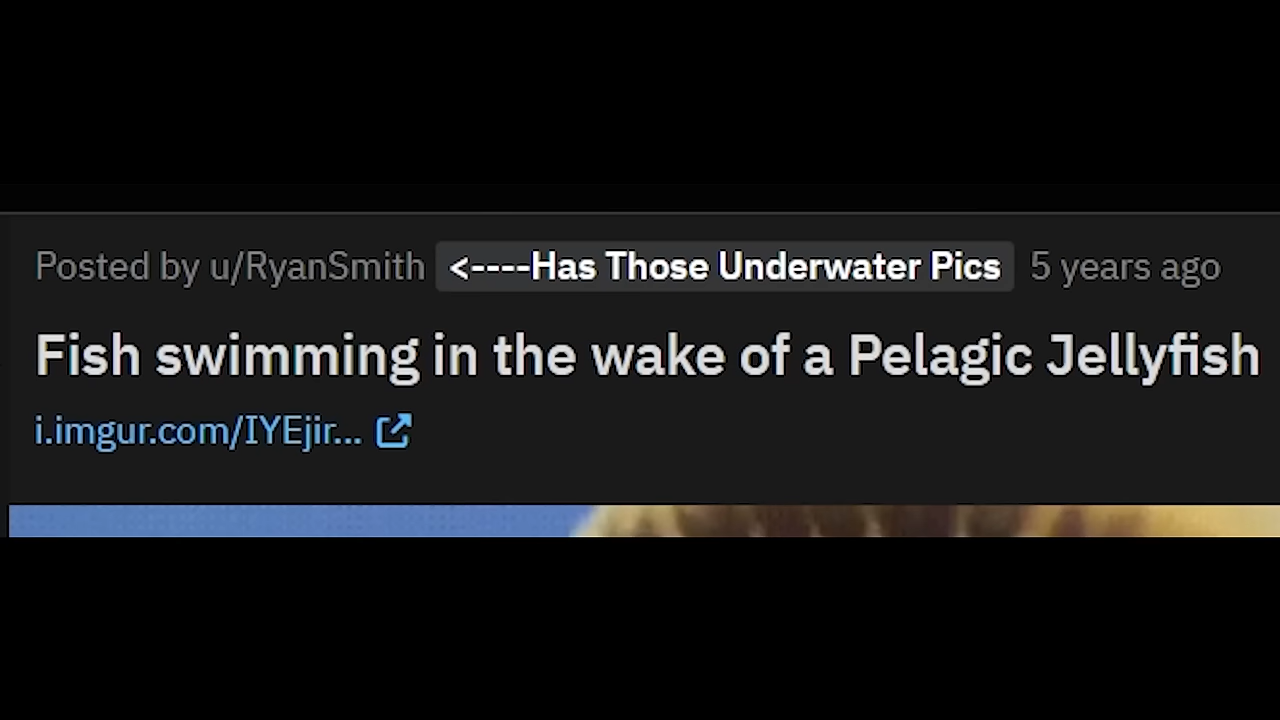 Posted by u/RyanSmith <----Has Those Underwater Pics 5 years ago
Fish swimming in the wake of a Pelagic Jellyfish
i.imgur.com/IYEjir...